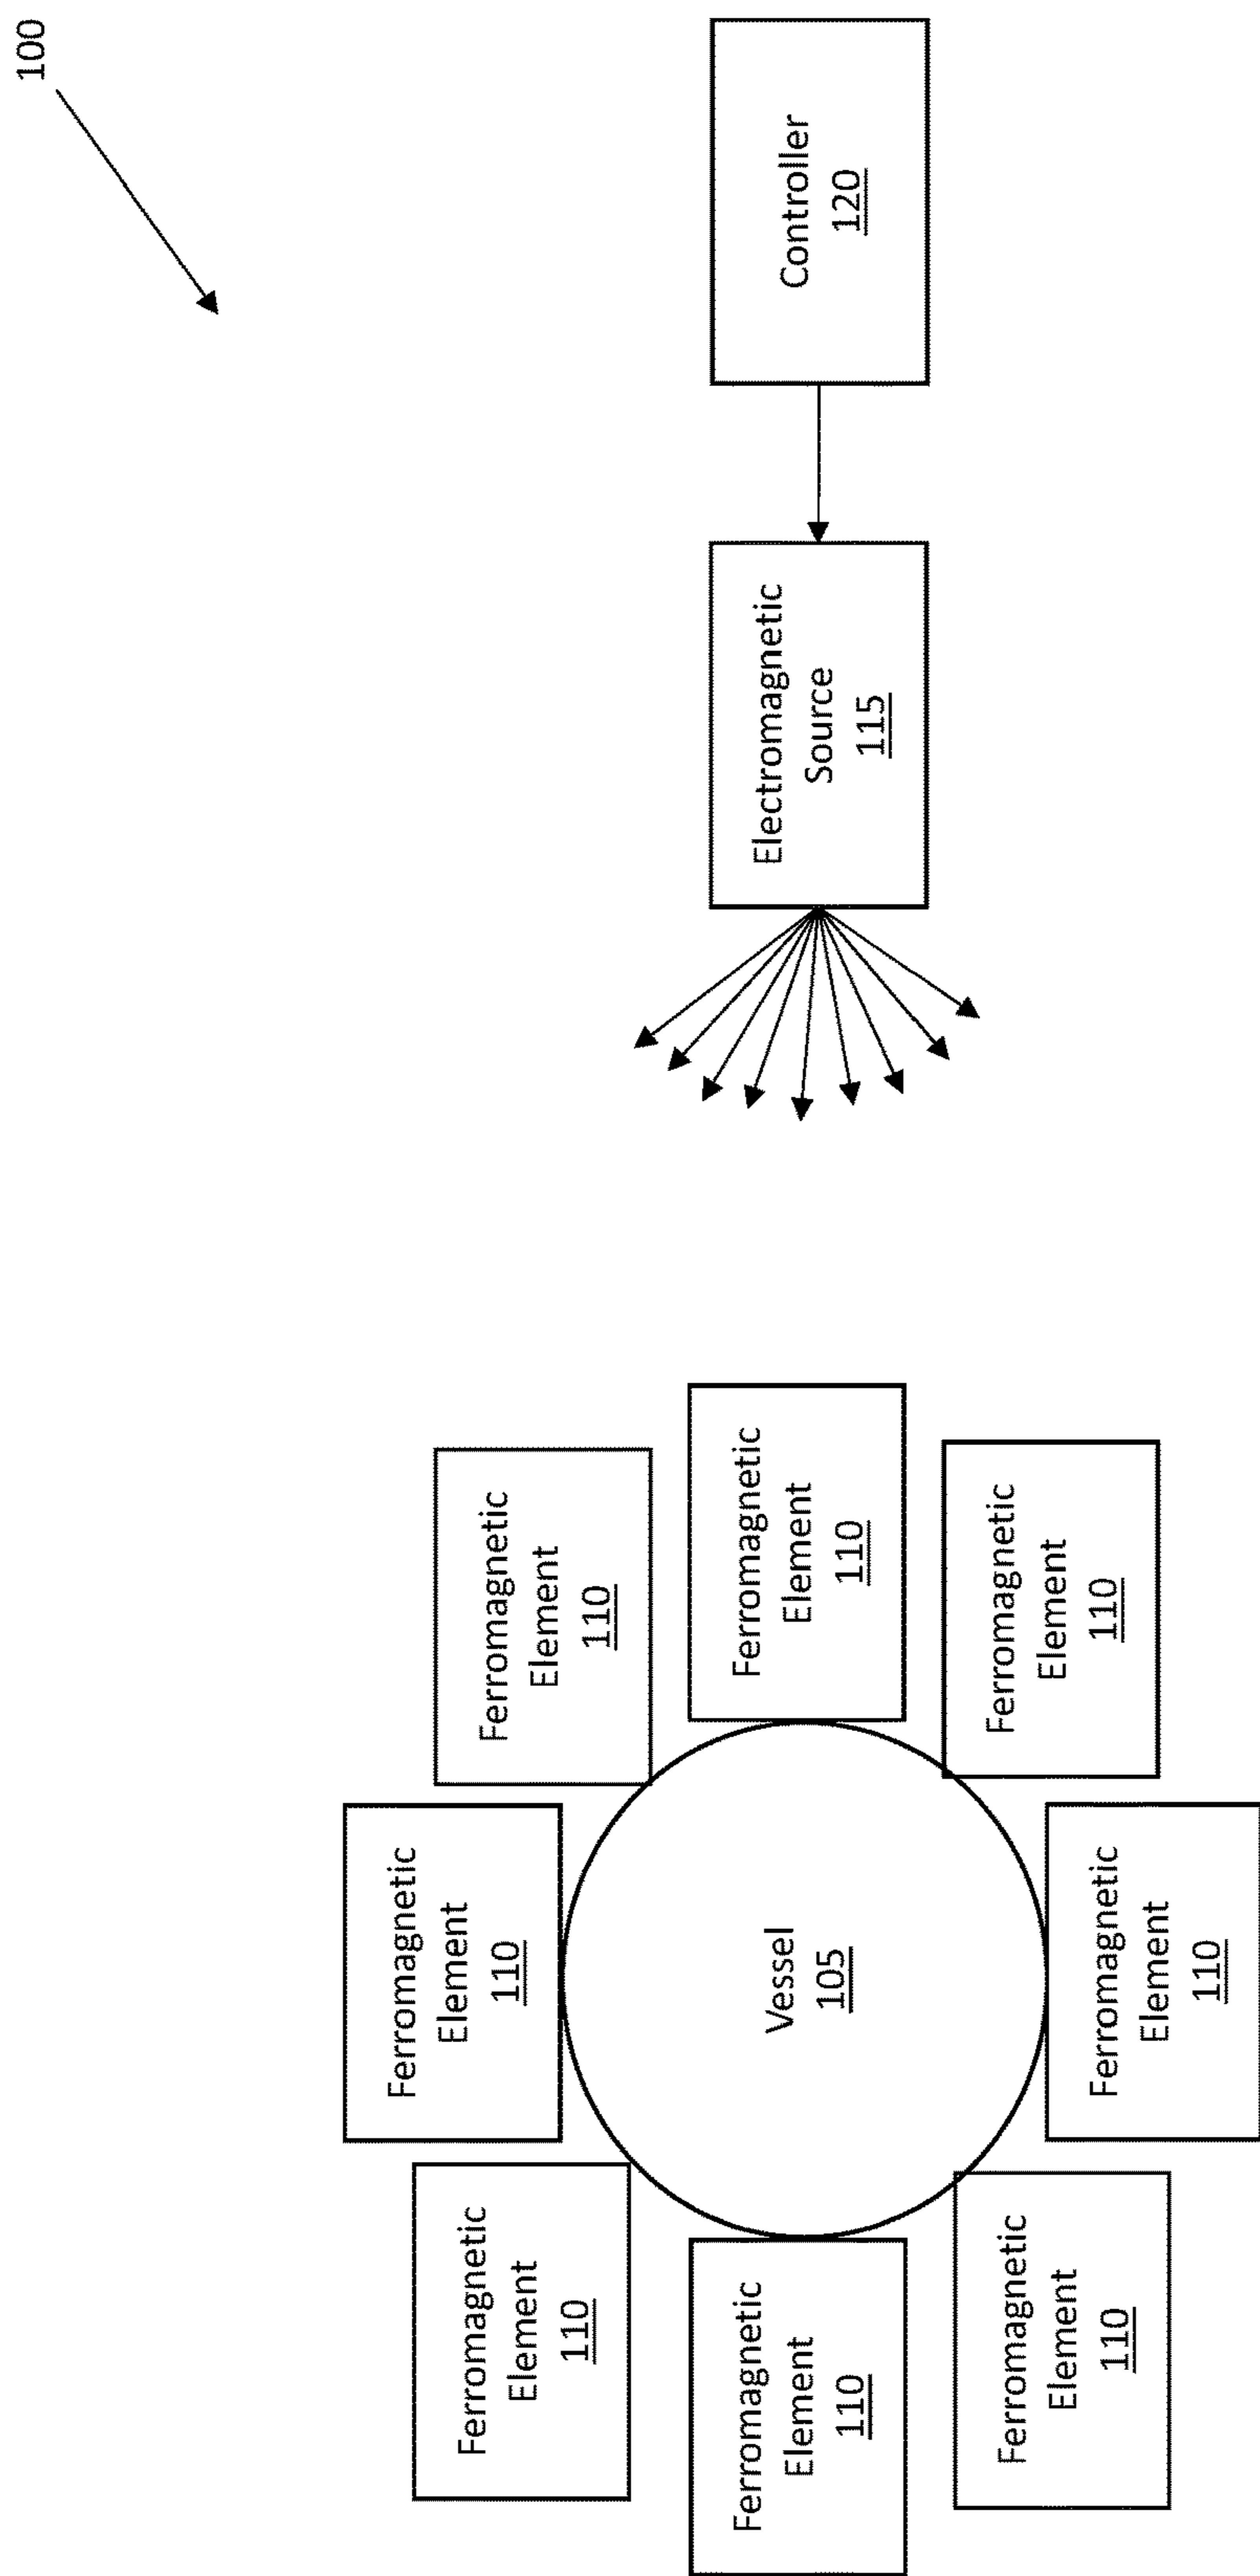 100
Ferromagnetic
Element
110
Ferromagnetic
Element
110
Ferromagnetic
Element
110
Ferromagnetic
Element
110
Vessel
105
Ferromagnetic
Element
110
Electromagnetic
Source
115
Controller
120
Ferromagnetic
Element
110
Ferromagnetic
Element
110
Ferromagnetic
Element
110